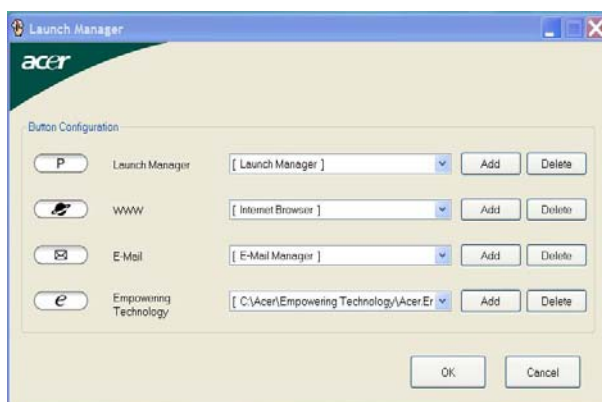 Launch Manager
acer
Button Configuration
P Launch Manager [ Launch Manager ] Add Delete
WWW [ Internet Browser ] Add Delete
E-Mail [ E-Mail Manager ] Add Delete
e Empowering Technology [ C:\Acer\Empowering Technology\Acer.Er Add Delete
OK Cancel